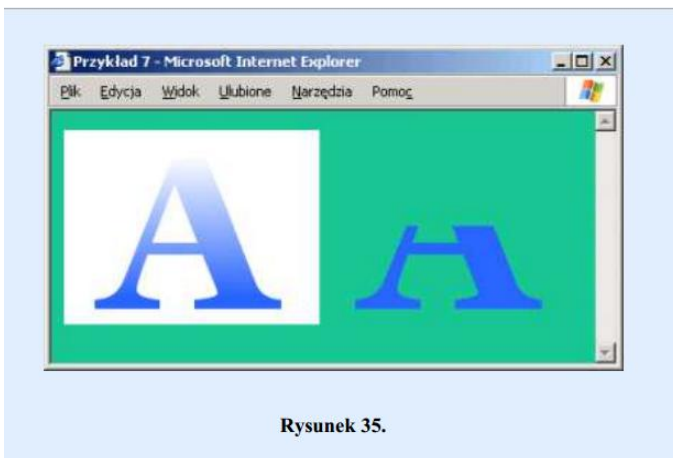 Przykład 7 - Microsoft Internet Explorer
Plik Edycja Widok Ulubione Narzędzia Pomoc
A A
Rysunek 35.